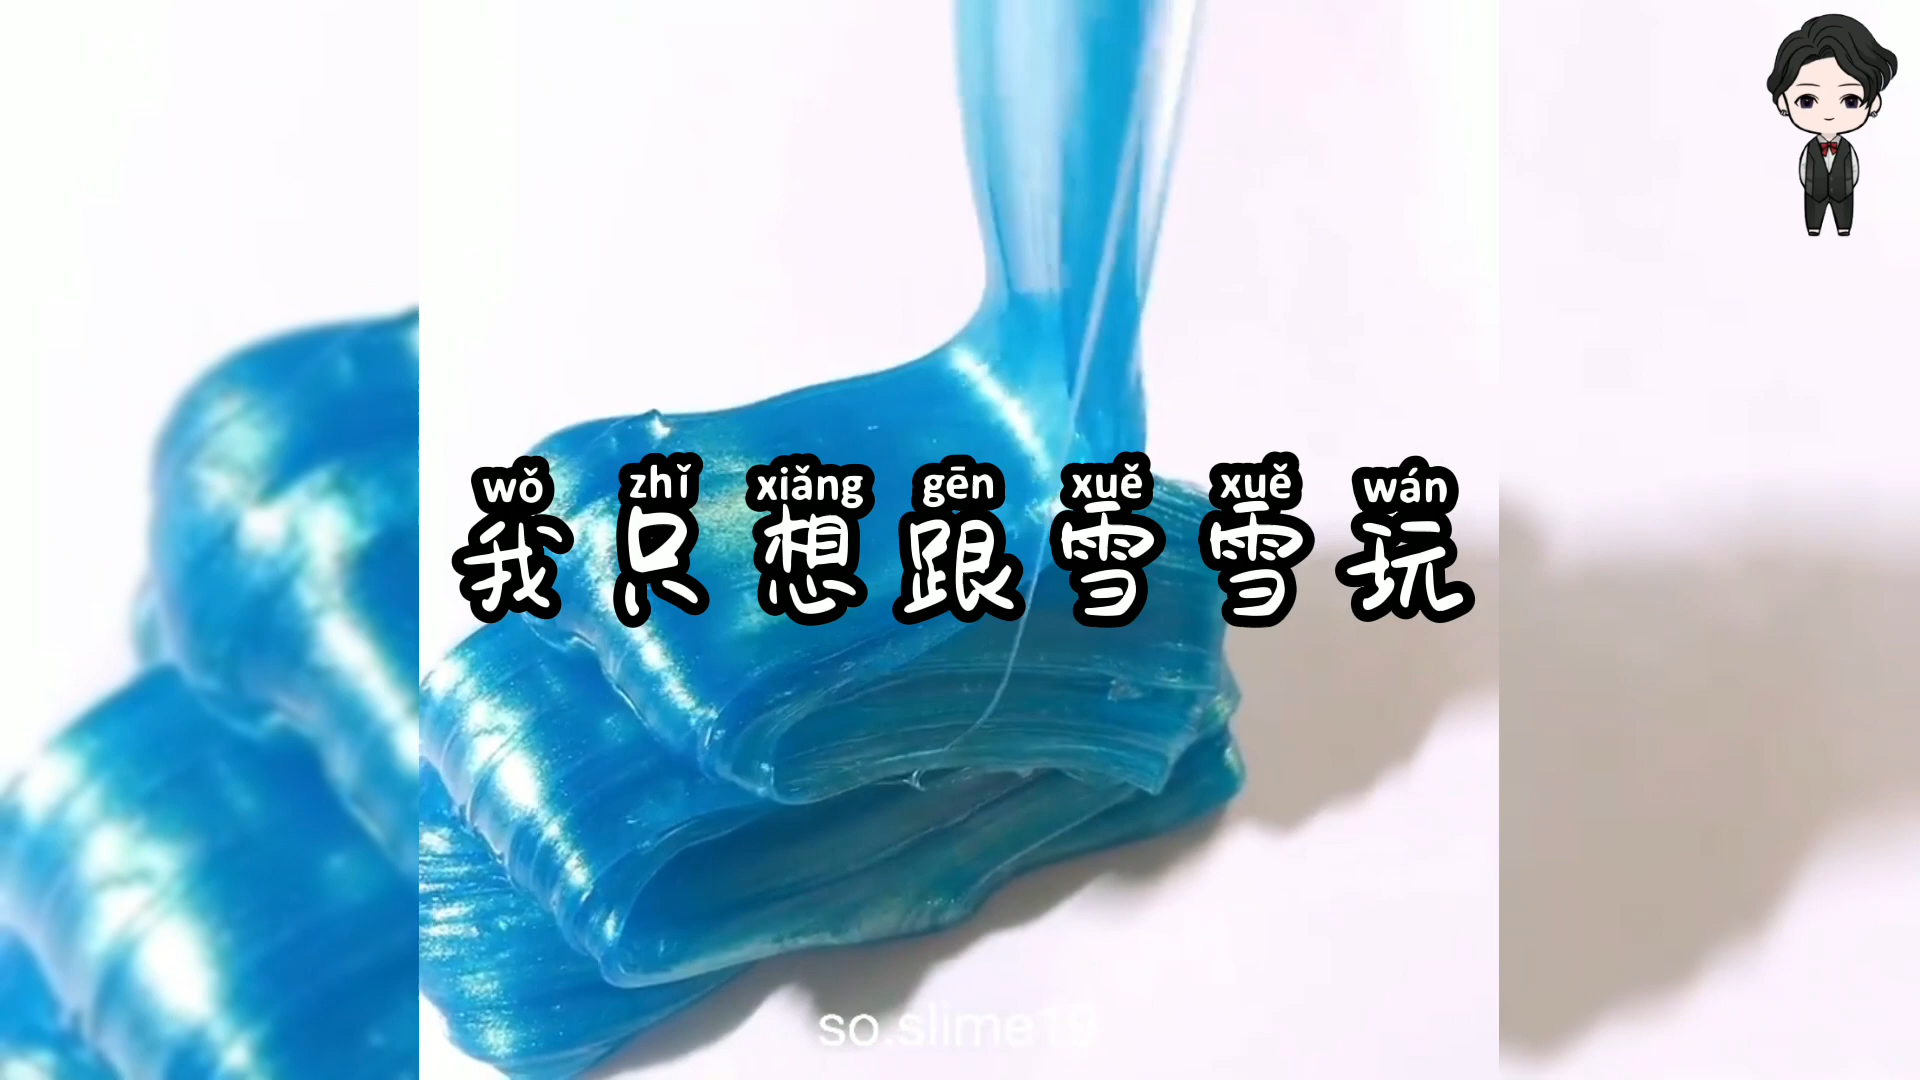 wǒ zhǐ xiǎng gēn xuě xuě wán
我只想跟雪雪玩
so.slime19